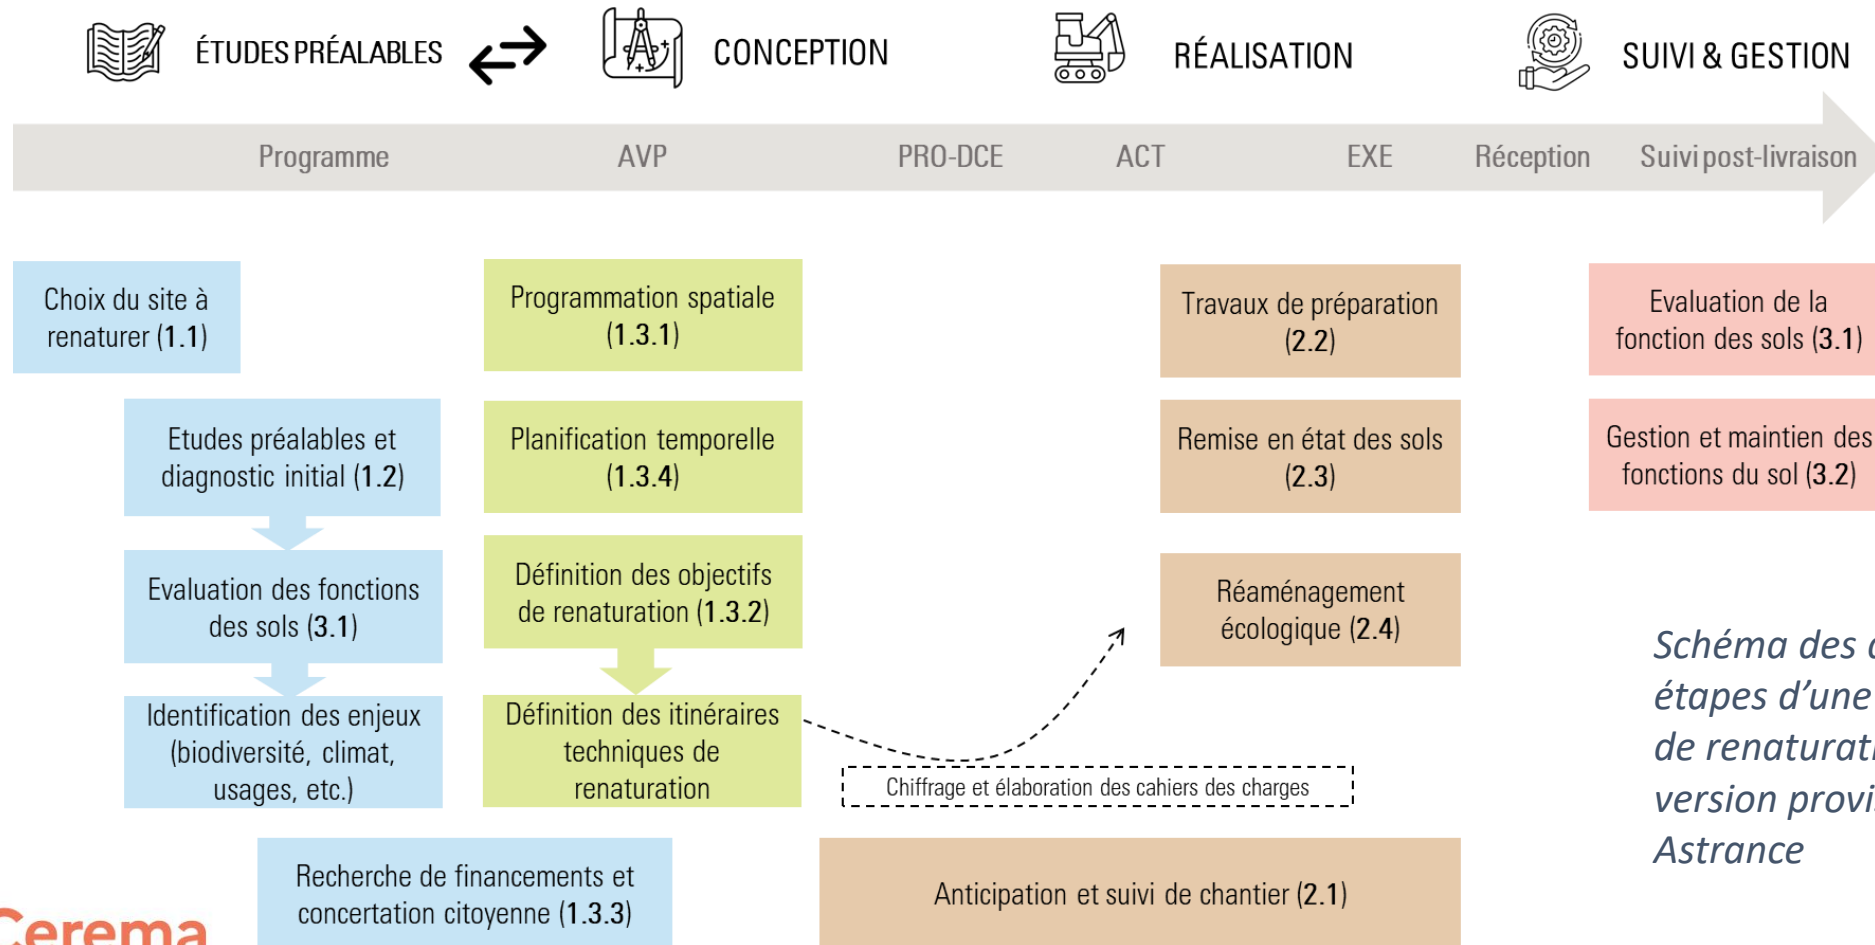 ÉTUDES PRÉALABLES
CONCEPTION
RÉALISATION
SUIVI & GESTION
Programme
AVP
PRO-DCE
ACT
EXE
Réception
Suivi post-livraison
Choix du site à
renaturer (1.1)
Etudes préalables et
diagnostic initial (1.2)
Evaluation des fonctions
des sols (3.1)
Identification des enjeux
(biodiversité, climat,
usages, etc.)
Recherche de financements et
concertation citoyenne (1.3.3)
Programmation spatiale
(1.3.1)
Planification temporelle
(1.3.4)
Définition des objectifs
de renaturation (1.3.2)
Définition des itinéraires
techniques de
renaturation
Chiffrage et élaboration des cahiers des charges
Travaux de préparation
(2.2)
Remise en état des sols
(2.3)
Réaménagement
écologique (2.4)
Anticipation et suivi de chantier (2.1)
Evaluation de la
fonction des sols (3.1)
Gestion et maintien des
fonctions du sol (3.2)
Schéma des
étapes d'une
de
version
Astrance
Cerema